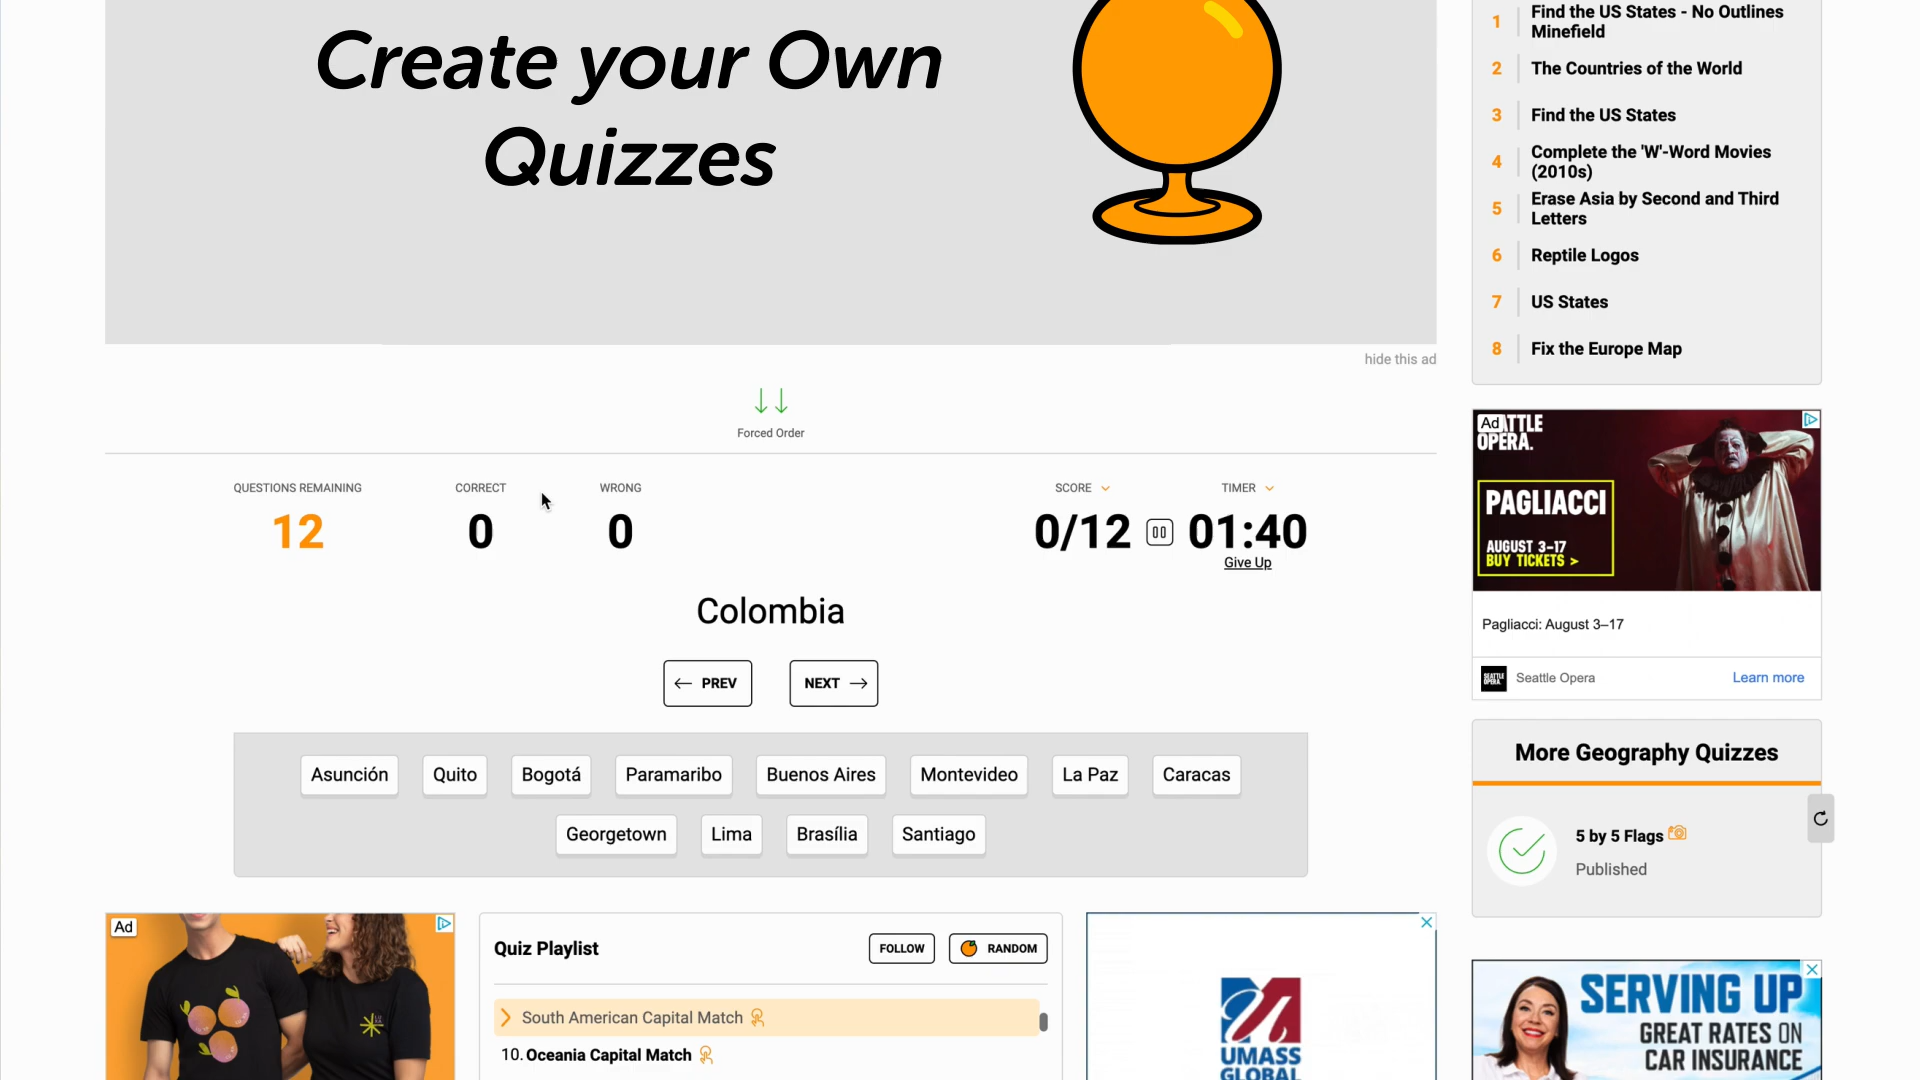 Create your Own
Quizzes
hide this ad
Forced Order
QUESTIONS REMAINING
12
CORRECT
0
WRONG
0
SCORE
0/12
TIMER
01:40
Give Up
Colombia
← PREV
NEXT →
Asunción
Quito
Bogotá
Paramaribo
Buenos Aires
Montevideo
La Paz
Caracas
Georgetown
Lima
Brasília
Santiago
Ad
Quiz Playlist
FOLLOW
RANDOM
South American Capital Match
10. Oceania Capital Match
UMASS
GLOBAL
1 Find the US States - No Outlines
Minefield
2 The Countries of the World
3 Find the US States
4 Complete the 'W'-Word Movies
(2010s)
5 Erase Asia by Second and Third
Letters
6 Reptile Logos
7 US States
8 Fix the Europe Map
Ad
OPERA.
PAGLIACCI
AUGUST 3–17
BUY TICKETS >
Pagliacci: August 3–17
SEATTLE
OPERA.
Seattle Opera
Learn more
More Geography Quizzes
5 by 5 Flags
Published
SERVING UP
GREAT RATES ON
CAR INSURANCE